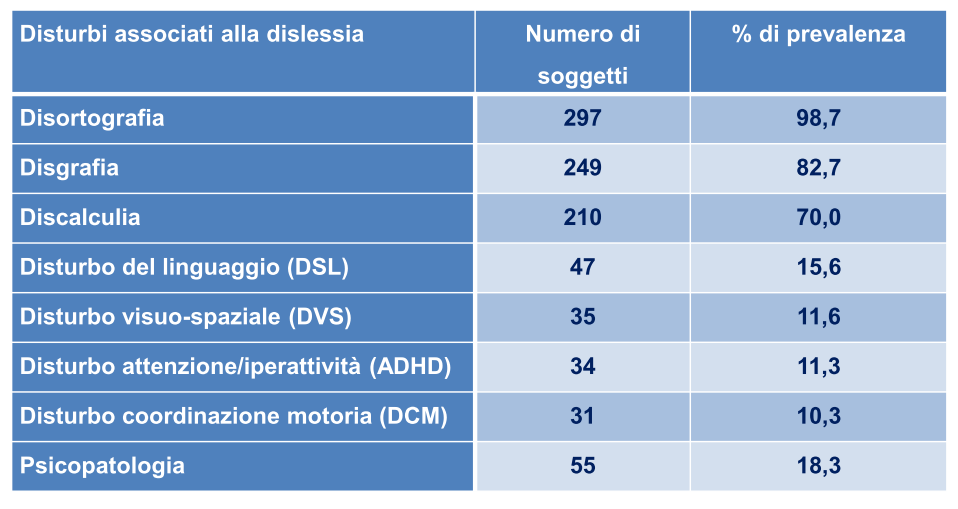 Disturbi associati alla dislessia Numero di soggetti % di prevalenza
Disortografia 297 98,7
Disgrafia 249 82,7
Discalculia 210 70,0
Disturbo del linguaggio (DSL) 47 15,6
Disturbo visuo-spaziale (DVS) 35 11,6
Disturbo attenzione/iperattività (ADHD) 34 11,3
Disturbo coordinazione motoria (DCM) 31 10,3
Psicopatologia 55 18,3